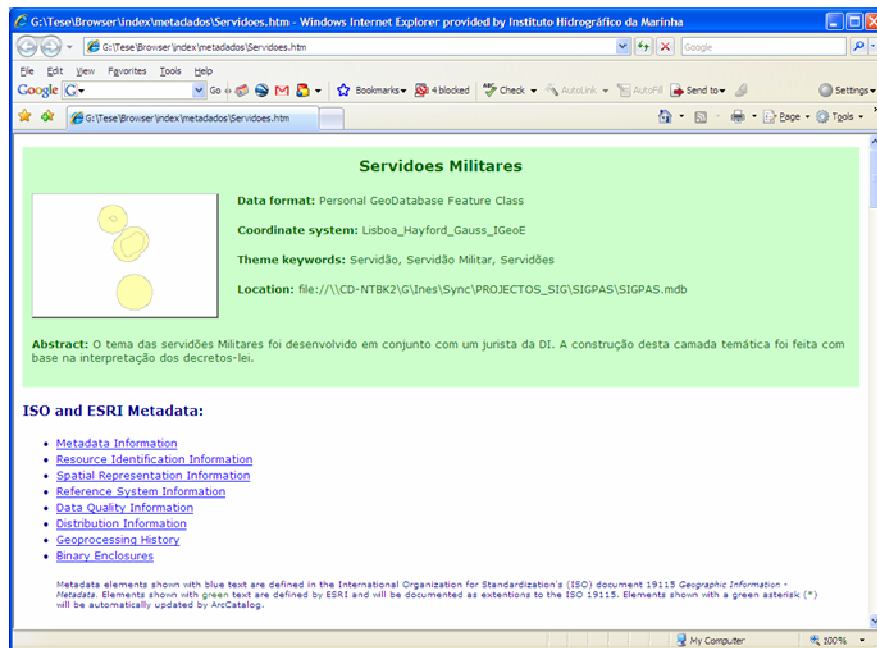 G:\Tese\Browser\index\metadados\Servidoes.htm - Windows Internet Explorer provided by Instituto Hidrográfico da Marinha
G:\Tese\Browser\index\metadados\Servidoes.htm
Google
File Edit View Favorites Tools Help
Google G Go Bookmarks 4 blocked Check AutoLink AutoFill Send to Settings
G:\Tese\Browser\index\metadados\Servidoes.htm Page Tools
Servidoes Militares
Data format: Personal GeoDatabase Feature Class
Coordinate system: Lisboa_Hayford_Gauss_IGeoE
Theme keywords: Servidão, Servidão Militar, Servidões
Location: file://\\CD-NTBK2\G\Ines\Sync\PROJECTOS_SIG\SIGPAS\SIGPAS.mdb
Abstract: O tema das servidões Militares foi desenvolvido em conjunto com um jurista da DI. A construção desta camada temática foi feita com
base na interpretação dos decretos-lei.
ISO and ESRI Metadata:
• Metadata Information
• Resource Identification Information
• Spatial Representation Information
• Reference System Information
• Data Quality Information
• Distribution Information
• Geoprocessing History
• Binary Enclosures
Metadata elements shown with blue text are defined in the International Organization for Standardization's (ISO) document 19115 Geographic Information -
Metadata. Elements shown with green text are defined by ESRI and will be documented as extentions to the ISO 19115. Elements shown with a green asterisk (*)
will be automatically updated by ArcCatalog.
My Computer 100%